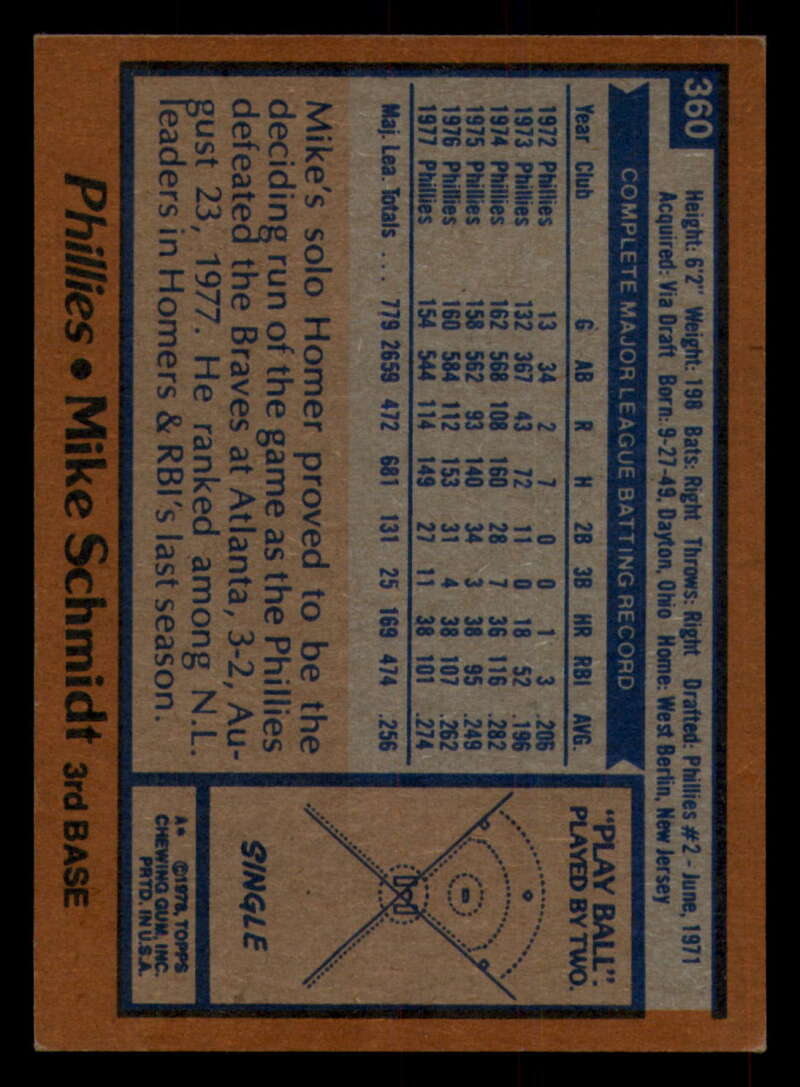 360
Height: 6'2" Weight: 198 Bats: Right Throws: Right Drafted: Phillies #2 - June, 1971
Acquired: Via Draft Born: 9-27-49, Dayton, Ohio Home: West Berlin, New Jersey
COMPLETE MAJOR LEAGUE BATTING RECORD
Year Club G AB R H 2B 3B HR RBI AVG.
1972 Phillies 13 34 2 7 0 0 1 3 .206
1973 Phillies 132 367 43 72 11 0 18 52 .196
1974 Phillies 162 568 108 160 28 7 36 116 .282
1975 Phillies 158 562 93 140 34 3 38 95 .249
1976 Phillies 160 584 112 153 31 4 38 107 .262
1977 Phillies 154 544 114 149 27 11 38 101 .274
Maj. Lea. Totals ... 779 2659 472 681 131 25 169 474 .256
Mike's solo Homer proved to be the
deciding run of the game as the Phillies
defeated the Braves at Atlanta, 3-2, Au-
gust 23, 1977. He ranked among N.L.
leaders in Homers & RBI's last season.
"PLAY BALL"
PLAYED BY TWO.
SINGLE
A* ©1978, TOPPS
CHEWING GUM, INC.
PRTD. IN U.S.A.
Phillies • Mike Schmidt 3rd BASE